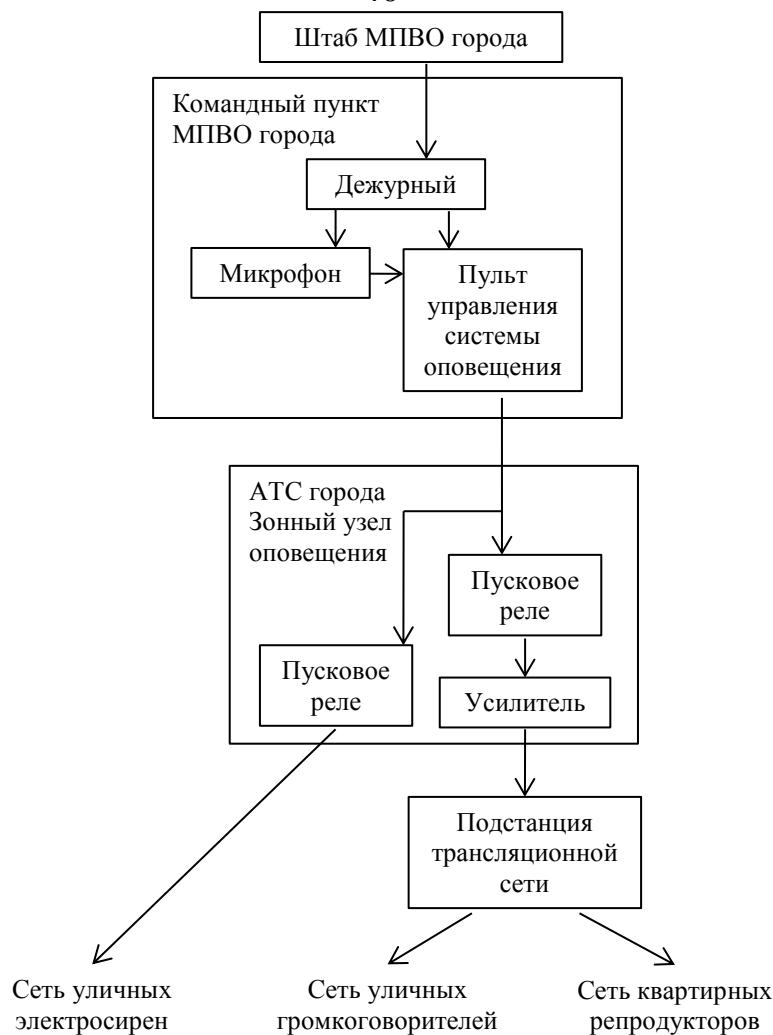 Штаб МПВО города
Командный пункт
МПВО города
Дежурный
Микрофон
Пульт
управления
системы
оповещения
АТС города
Зонный узел
оповещения
Пусковое
реле
Пусковое
реле
Усилитель
Подстанция
трансляционной
сети
Сеть уличных
электросирен
Сеть уличных
громкоговорителей
Сеть квартирных
репродукторов